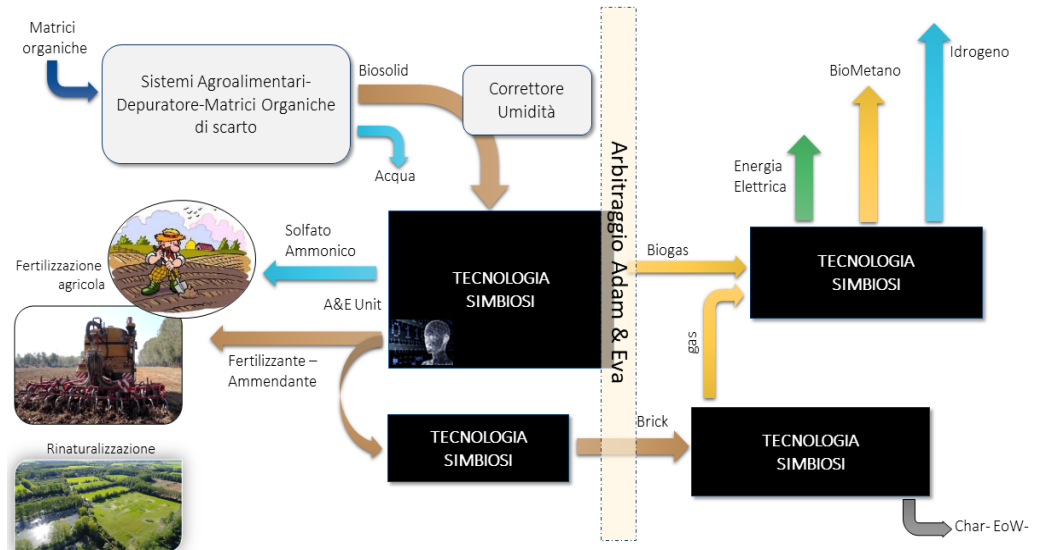 Matrici
organiche
Sistemi Agroalimentari-
Depuratore-Matrici Organiche
di scarto
Biosolid
Acqua
Correttore
Umidità
Arbitraggio Adam & Eva
Idrogeno
BioMetano
Energia
Elettrica
Solfato
Ammonico
Fertilizzazione
agricola
A&E Unit
TECNOLOGIA
SIMBIOSI
Biogas
TECNOLOGIA
SIMBIOSI
gas
Fertilizzante –
Ammendante
TECNOLOGIA
SIMBIOSI
Brick
TECNOLOGIA
SIMBIOSI
Rinaturalizzazione
Char- EoW-